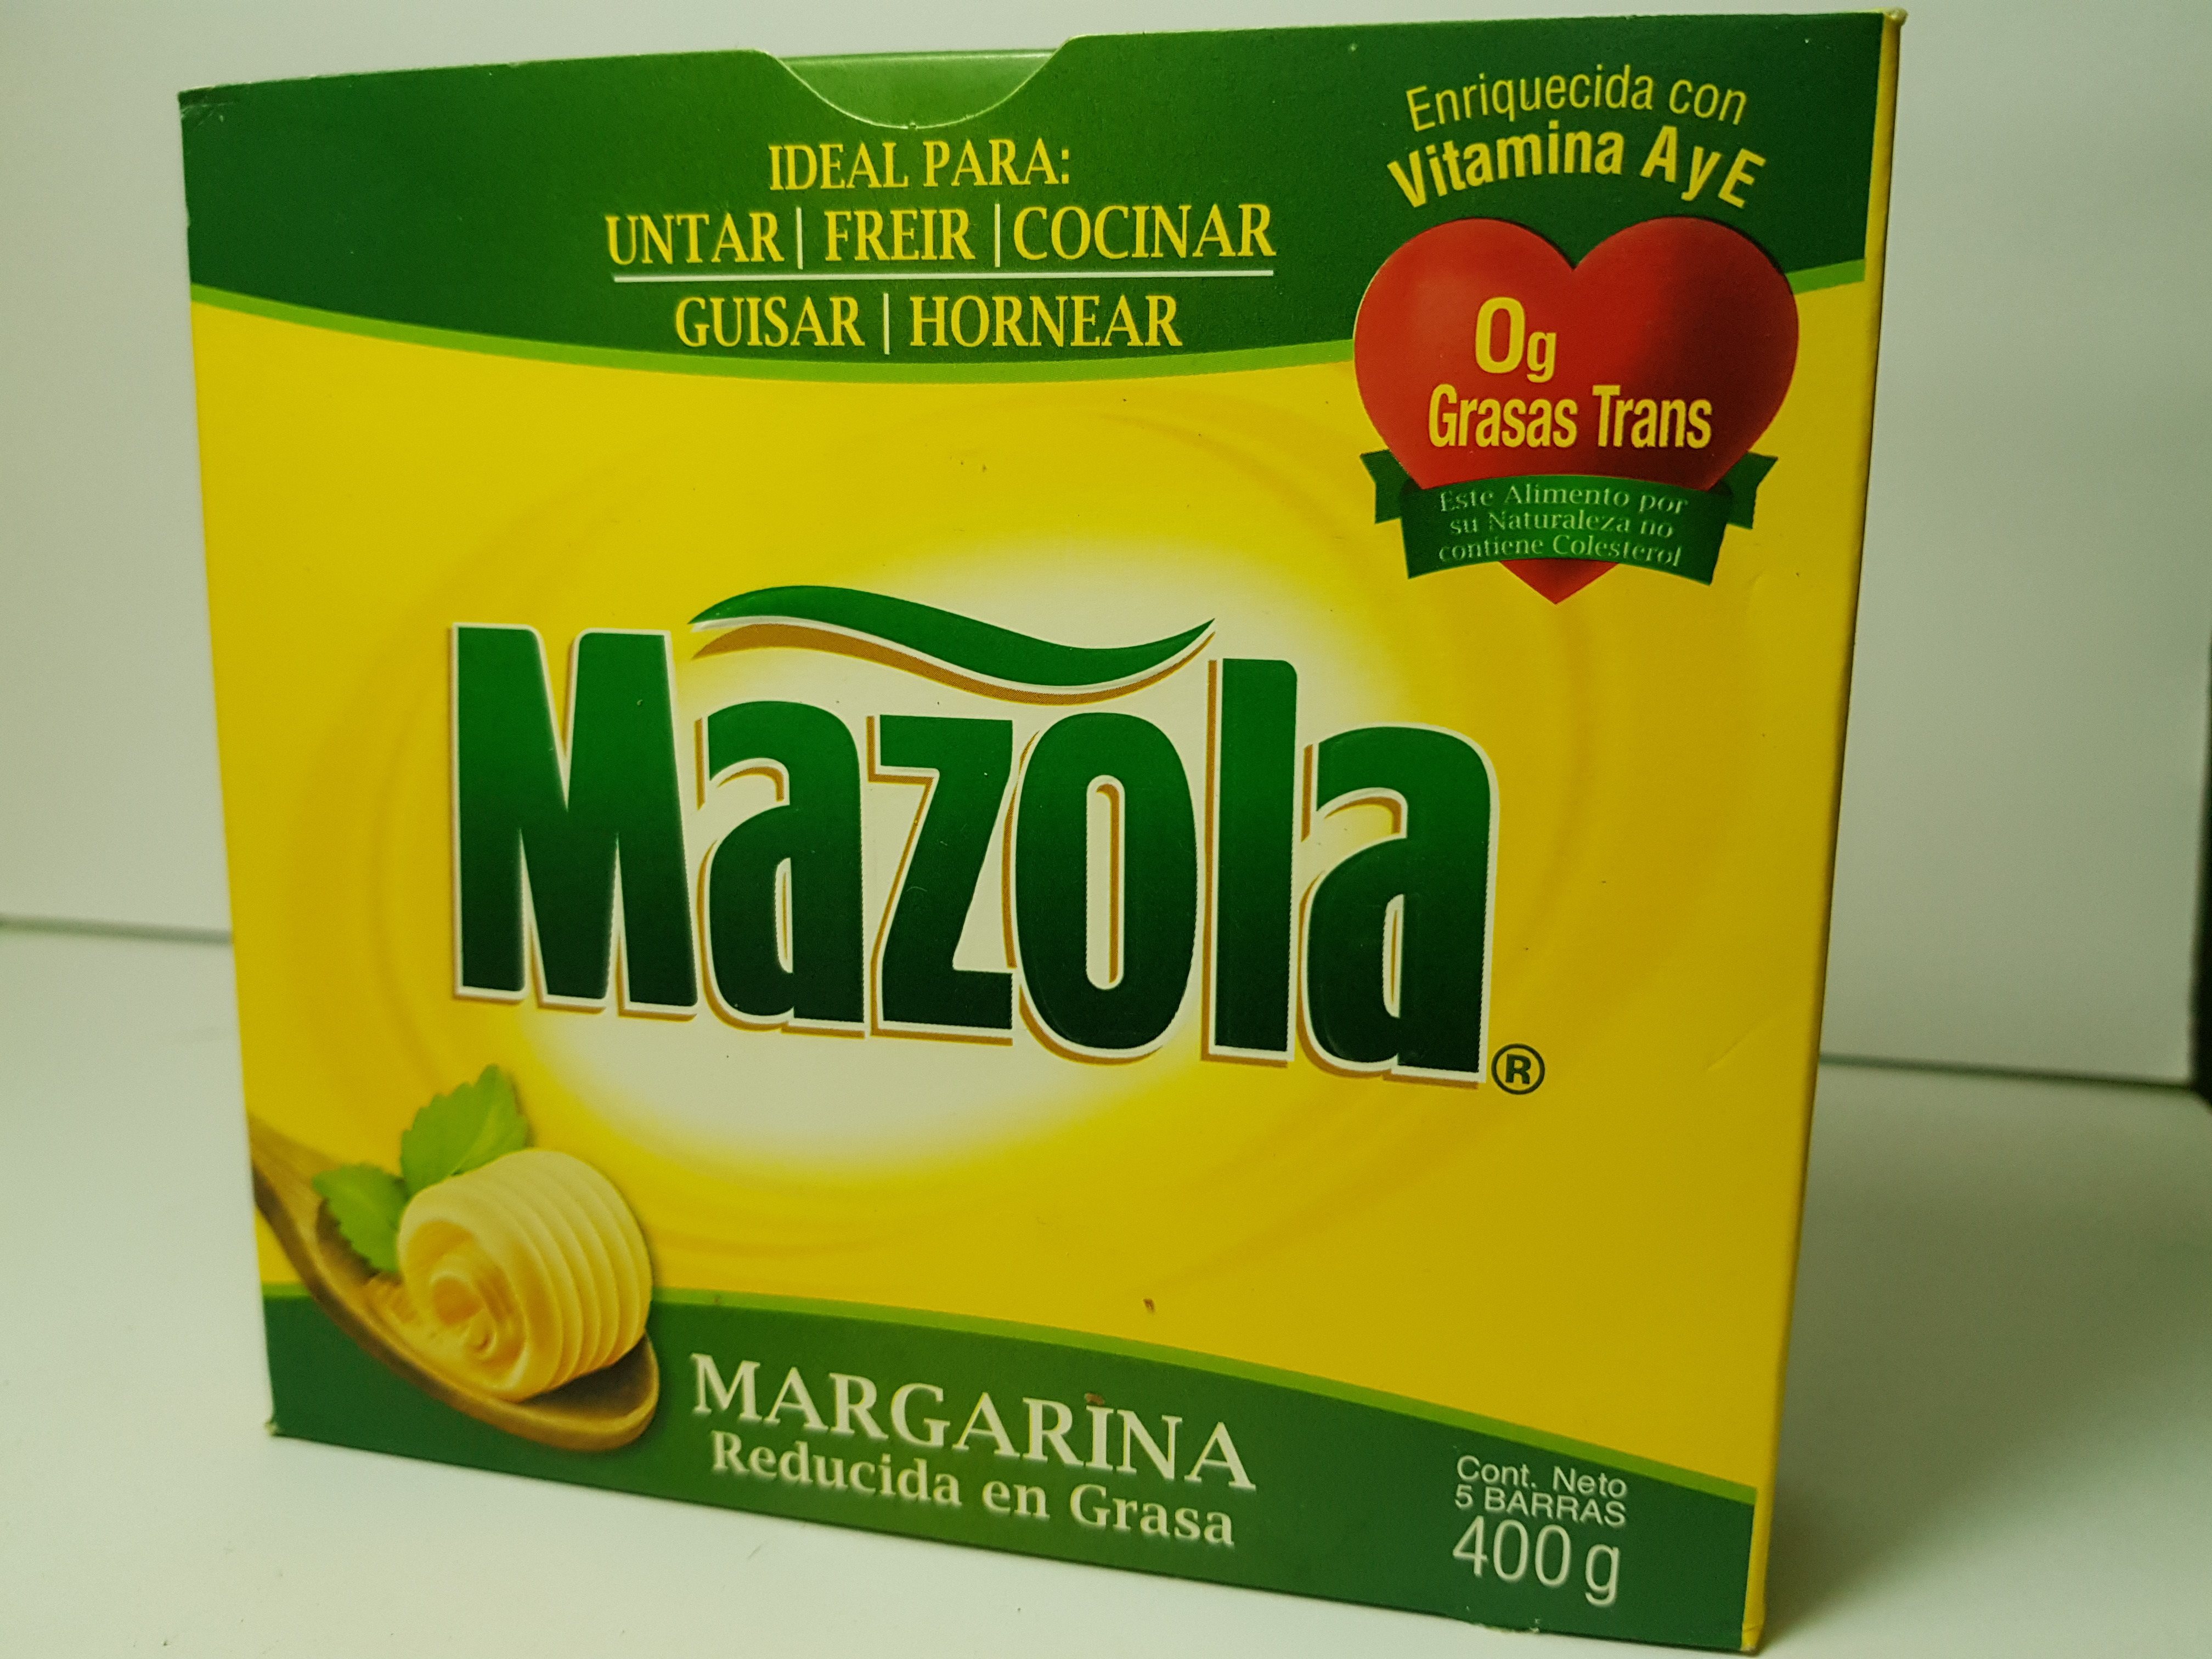 IDEAL PARA:
UNTAR | FREIR | COCINAR
GUISAR | HORNEAR
Enriquecida con
Vitamina A y E
0g
Grasas Trans
Este Alimento por
su Naturaleza no
contiene Colesterol
Mazola®
MARGARINA
Reducida en Grasa
Cont. Neto
5 BARRAS
400 g